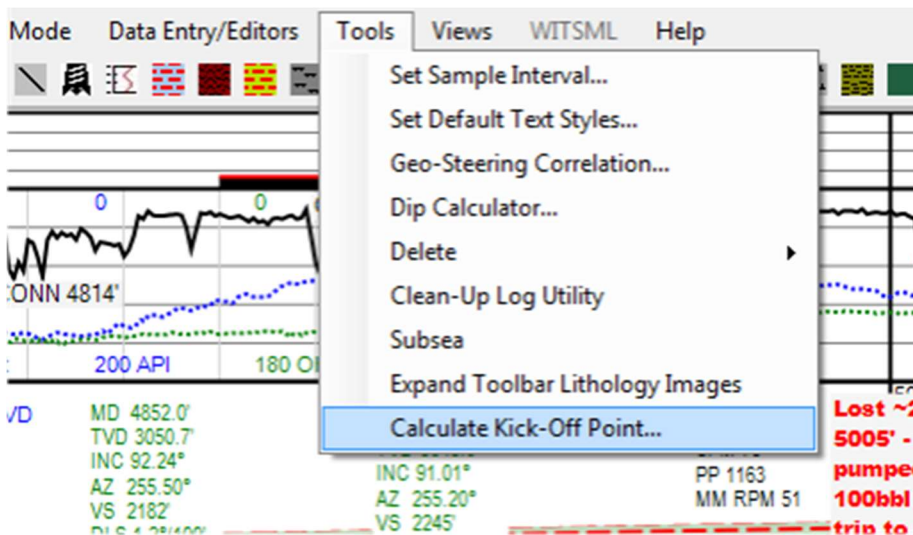 Mode Data Entry/Editors Tools Views WITSML Help
Set Sample Interval...
Set Default Text Styles...
Geo-Steering Correlation...
Dip Calculator...
Delete
Clean-Up Log Utility
Subsea
Expand Toolbar Lithology Images
Calculate Kick-Off Point...
0 0
CONN 4814'
200 API 180
VD
MD 4852.0'
TVD 3050.7'
INC 92.24°
AZ 255.50°
VS 2182'
INC 91.01°
AZ 255.20°
VS 2245'
PP 1163
MM RPM 51
Lost
5005' -
pumped
100bbl
trip to